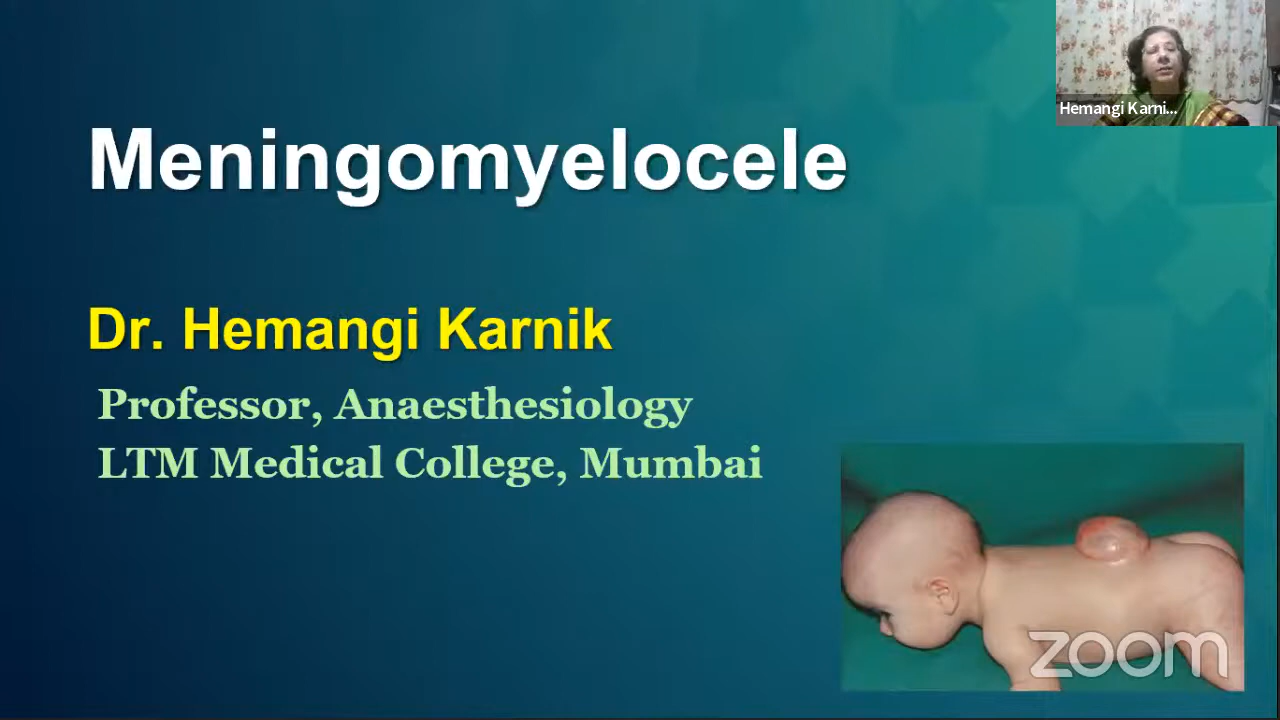 Hemangi Karni...
Meningomyelocele
Dr. Hemangi Karnik
Professor, Anaesthesiology
LTM Medical College, Mumbai
zoom